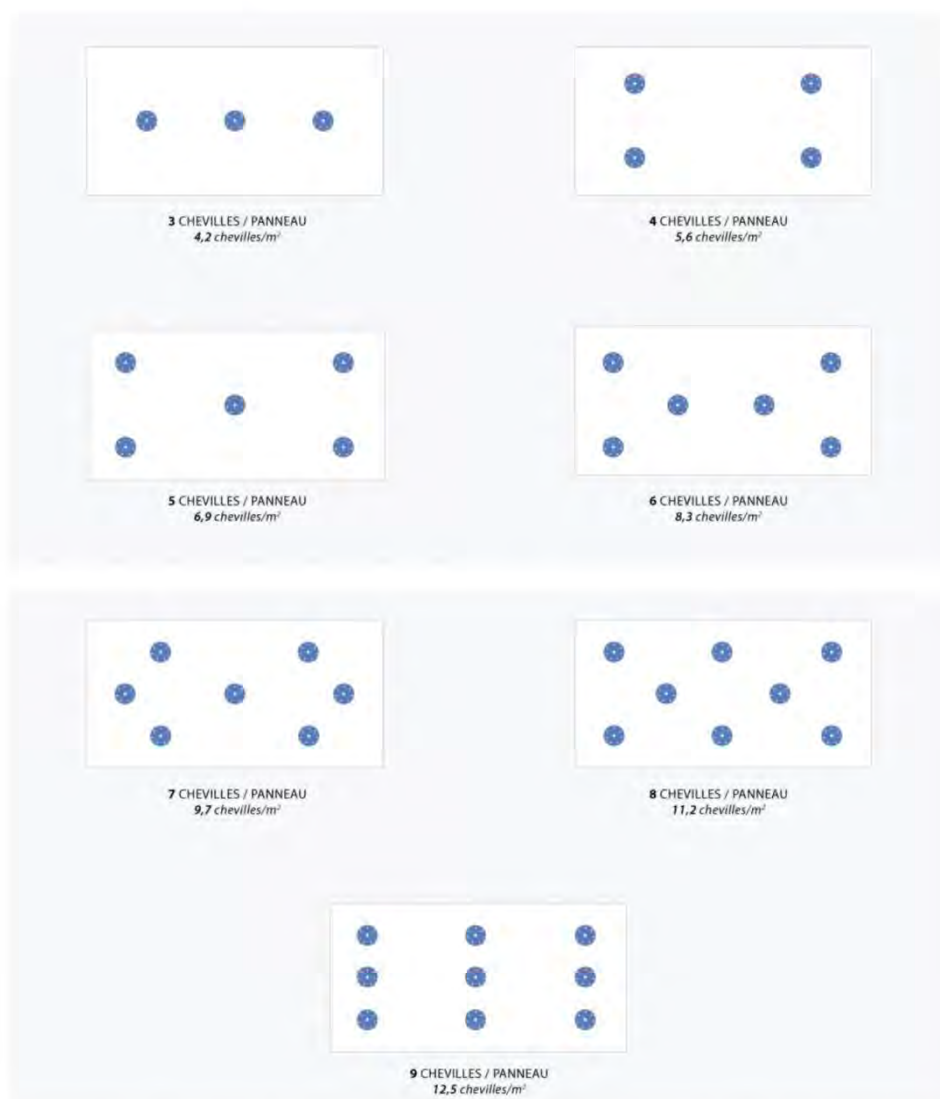 3 CHEVILLES / PANNEAU
4,2 chevilles/m²
4 CHEVILLES / PANNEAU
5,6 chevilles/m²
5 CHEVILLES / PANNEAU
6,9 chevilles/m²
6 CHEVILLES / PANNEAU
8,3 chevilles/m²
7 CHEVILLES / PANNEAU
9,7 chevilles/m²
8 CHEVILLES / PANNEAU
11,2 chevilles/m²
9 CHEVILLES / PANNEAU
12,5 chevilles/m²